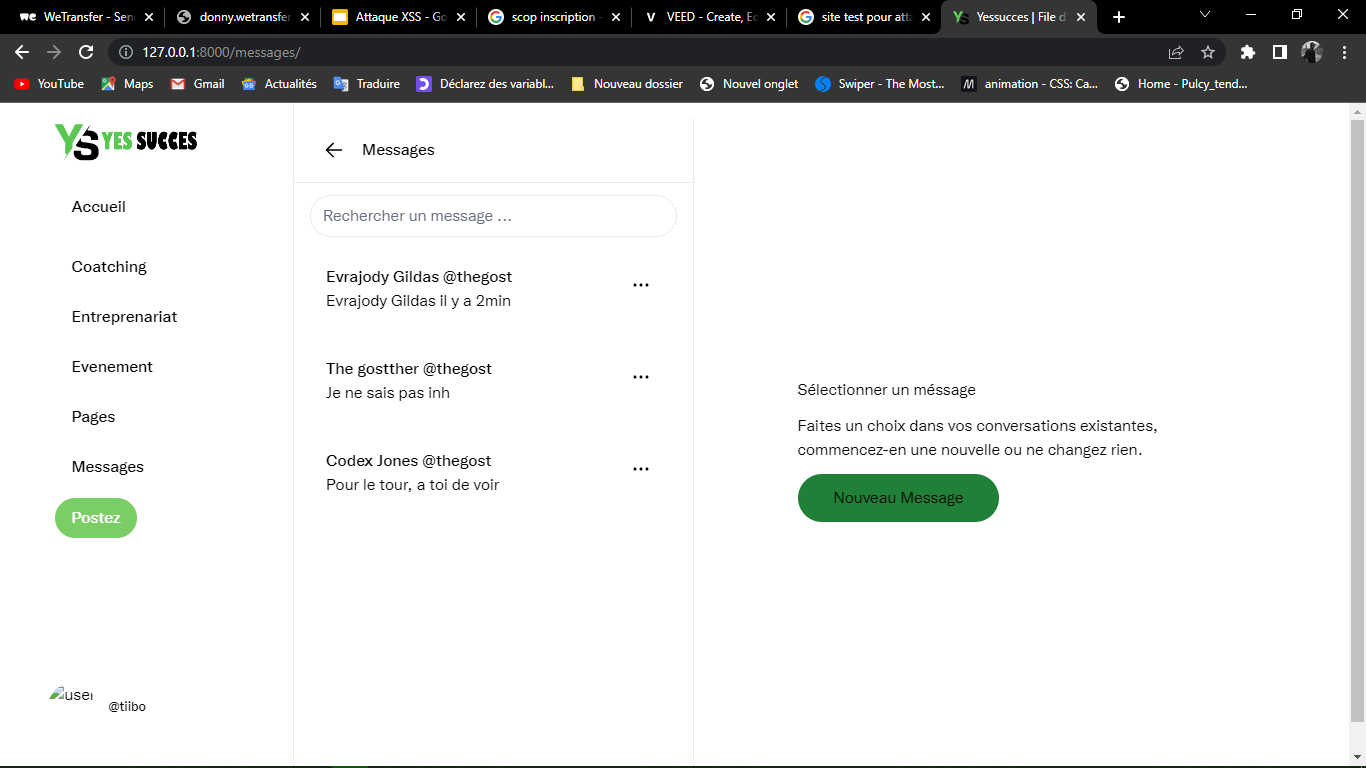 WeTransfer - Sen
donny.wetransfer
Attaque XSS - Go
scop inscription -
VEED - Create, Ed
site test pour atta
Yessucces | File d'
127.0.0.1:8000/messages/
YouTube
Maps
Gmail
Actualités
Traduire
Déclarez des variabl...
Nouveau dossier
Nouvel onglet
Swiper - The Most...
animation - CSS: Ca...
Home - Pulcy_tend...
YS YES SUCCES
Accueil
Coatching
Entreprenariat
Evenement
Pages
Messages
Postez
user
@tiibo
Messages
Rechercher un message ...
Evrajody Gildas @thegost
Evrajody Gildas il y a 2min
The gostther @thegost
Je ne sais pas inh
Codex Jones @thegost
Pour le tour, a toi de voir
Sélectionner un méssage
Faites un choix dans vos conversations existantes,
commencez-en une nouvelle ou ne changez rien.
Nouveau Message